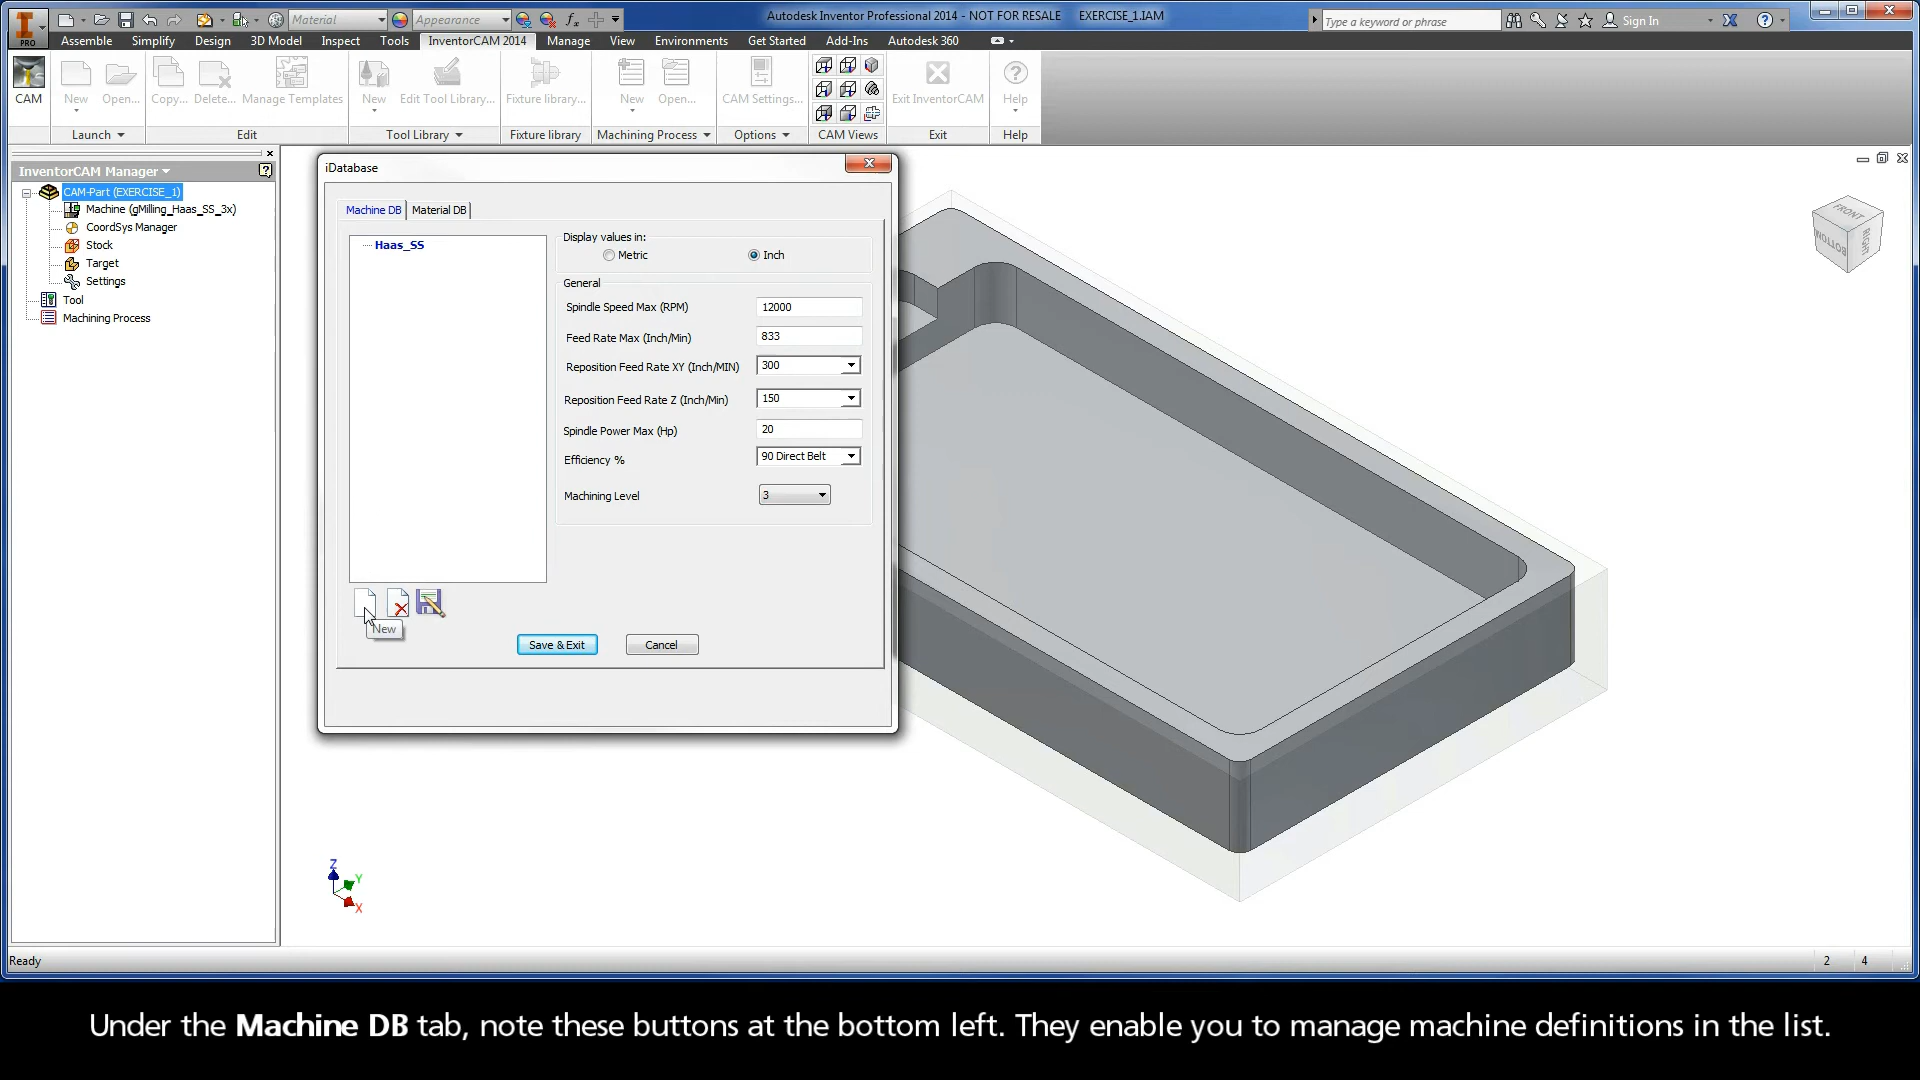 Material
Appearance
Autodesk Inventor Professional 2014 - NOT FOR RESALE EXERCISE_1.IAM
Type a keyword or phrase
Sign In
PRO
Assemble Simplify Design 3D Model Inspect Tools InventorCAM 2014 Manage View Environments Get Started Add-Ins Autodesk 360
CAM New Open... Copy... Delete... Manage Templates New Edit Tool Library... Fixture library... New Open... CAM Settings... Exit InventorCAM Help
Launch Edit Tool Library Fixture library Machining Process Options CAM Views Exit Help
InventorCAM Manager
CAM-Part (EXERCISE_1)
Machine (gMilling_Haas_SS_3x)
CoordSys Manager
Stock
Target
Settings
Tool
Machining Process
iDatabase
Machine DB Material DB
Haas_SS
Display values in:
Metric Inch
General
Spindle Speed Max (RPM) 12000
Feed Rate Max (Inch/Min) 833
Reposition Feed Rate XY (Inch/MIN) 300
Reposition Feed Rate Z (Inch/Min) 150
Spindle Power Max (Hp) 20
Efficiency % 90 Direct Belt
Machining Level 3
New
Save & Exit Cancel
FRONT
BOTTOM
RIGHT
Z
Y
X
Ready 2 4
Under the Machine DB tab, note these buttons at the bottom left. They enable you to manage machine definitions in the list.